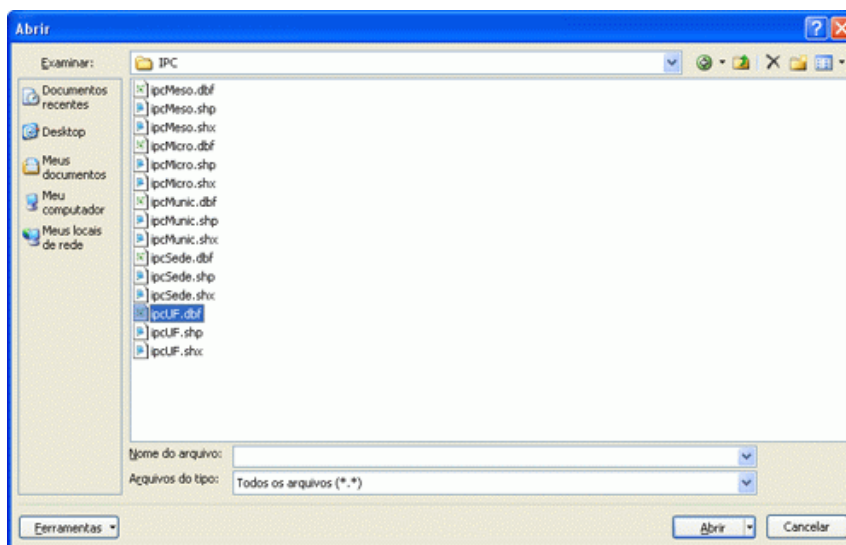 Abrir
Examinar:
IPC
Documentos
recentes
Desktop
Meus
documentos
Meu
computador
Meus locais
de rede
ipcMeso.dbf
ipcMeso.shp
ipcMeso.shx
ipcMicro.dbf
ipcMicro.shp
ipcMicro.shx
ipcMunic.dbf
ipcMunic.shp
ipcMunic.shx
ipcSede.dbf
ipcSede.shp
ipcSede.shx
ipcUF.dbf
ipcUF.shp
ipcUF.shx
Nome do arquivo:
Arquivos do tipo: Todos os arquivos (*.*)
Ferramentas
Abrir
Cancelar